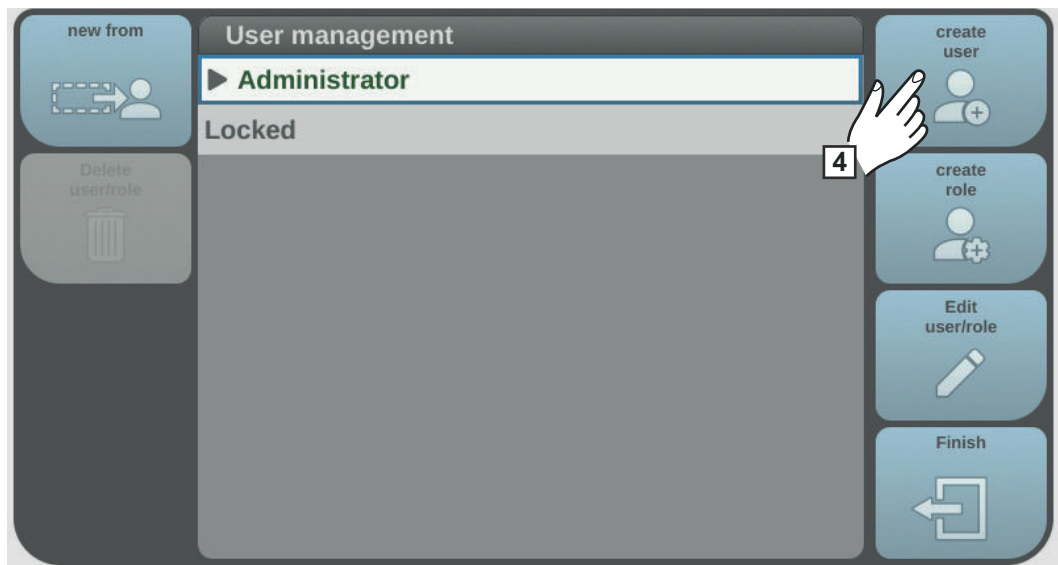 new from
User management
create
user
Administrator
Locked
4
Delete
user/role
create
role
Edit
user/role
Finish